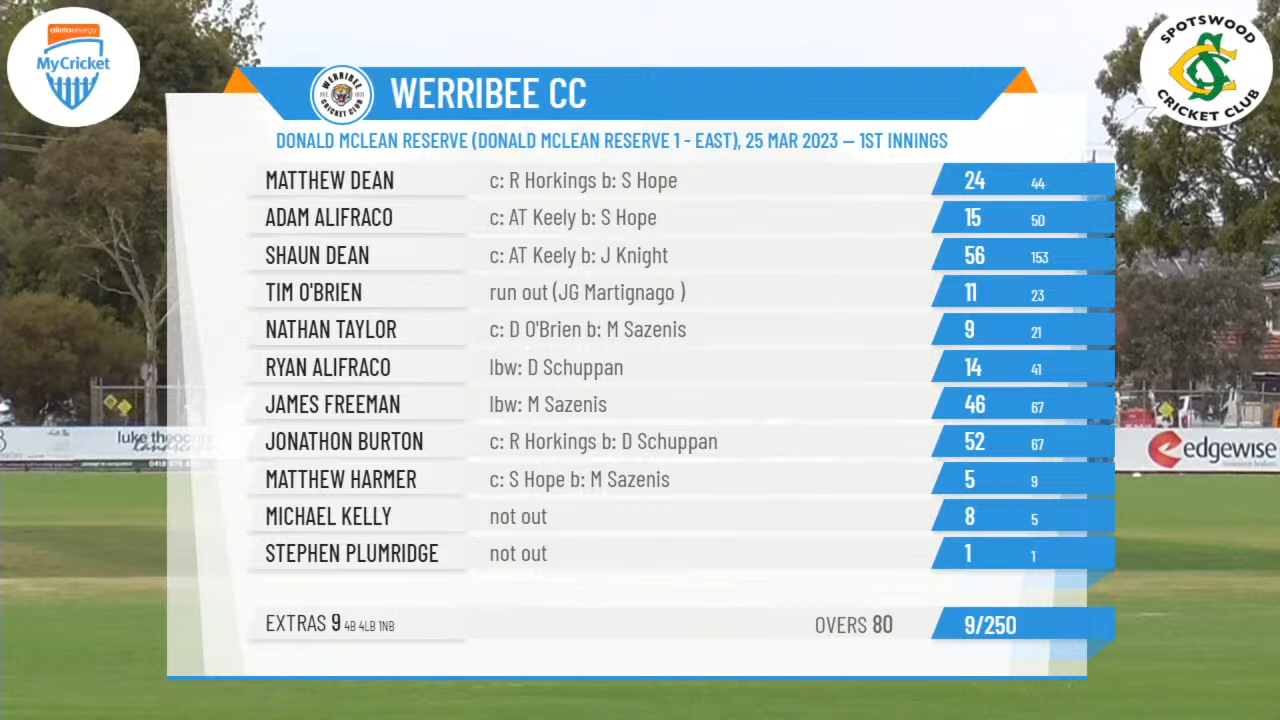 alintaenergy
MyCricket
SPOTSWOOD
CRICKET CLUB
WERRIBEE
CRICKET CLUB
WERRIBEE CC
DONALD MCLEAN RESERVE (DONALD MCLEAN RESERVE 1 - EAST), 25 MAR 2023 – 1ST INNINGS
MATTHEW DEAN c: R Horkings b: S Hope 24 44
ADAM ALIFRACO c: AT Keely b: S Hope 15 50
SHAUN DEAN c: AT Keely b: J Knight 56 153
TIM O'BRIEN run out (JG Martignago ) 11 23
NATHAN TAYLOR c: D O'Brien b: M Sazenis 9 21
RYAN ALIFRACO lbw: D Schuppan 14 41
JAMES FREEMAN lbw: M Sazenis 46 67
JONATHON BURTON c: R Horkings b: D Schuppan 52 67
MATTHEW HARMER c: S Hope b: M Sazenis 5 9
MICHAEL KELLY not out 8 5
STEPHEN PLUMRIDGE not out 1 1
EXTRAS 9 4B 4LB 1NB OVERS 80 9/250
luke
edgewise